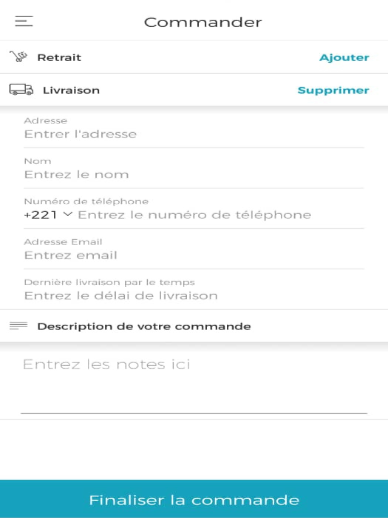 Commander
Retrait Ajouter
Livraison Supprimer
Adresse
Entrer l'adresse
Nom
Entrez le nom
Numéro de téléphone
+221 Entrez le numéro de téléphone
Adresse Email
Entrez email
Dernière livraison par le temps
Entrez le délai de livraison
Description de votre commande
Entrez les notes ici
Finaliser la commande